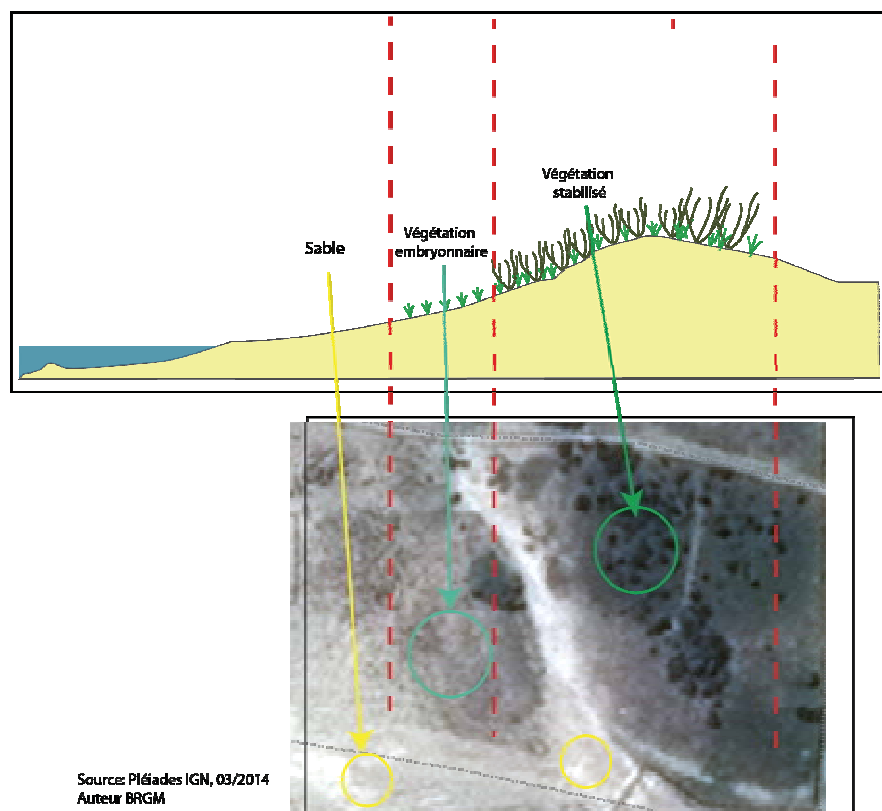 Végétation
stabilisé
Végétation
embryonnaire
Sable
Source: Pléiades IGN, 03/2014
Auteur BRGM